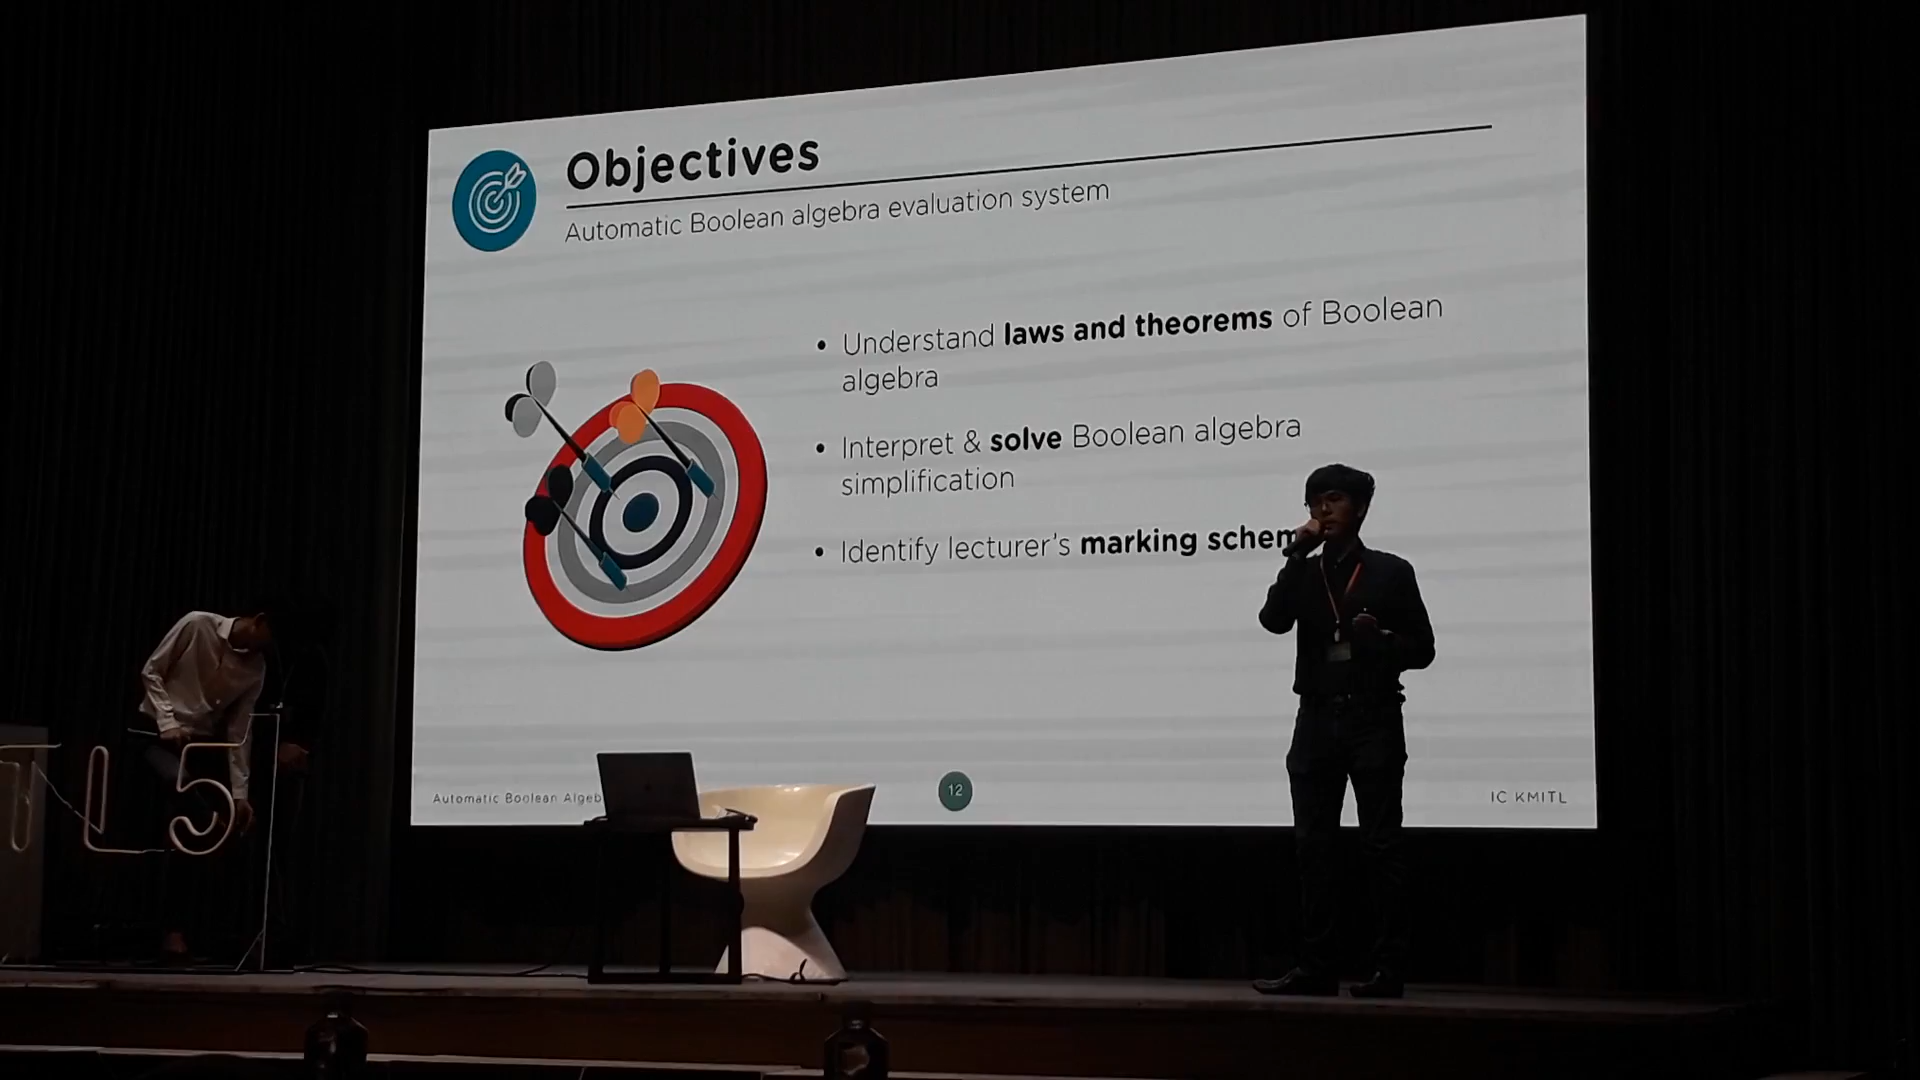 Objectives
Automatic Boolean algebra evaluation system
• Understand laws and theorems of Boolean
algebra
• Interpret & solve Boolean algebra
simplification
• Identify lecturer's marking schem
Automatic Boolean Algeb
12
IC KMITL
5